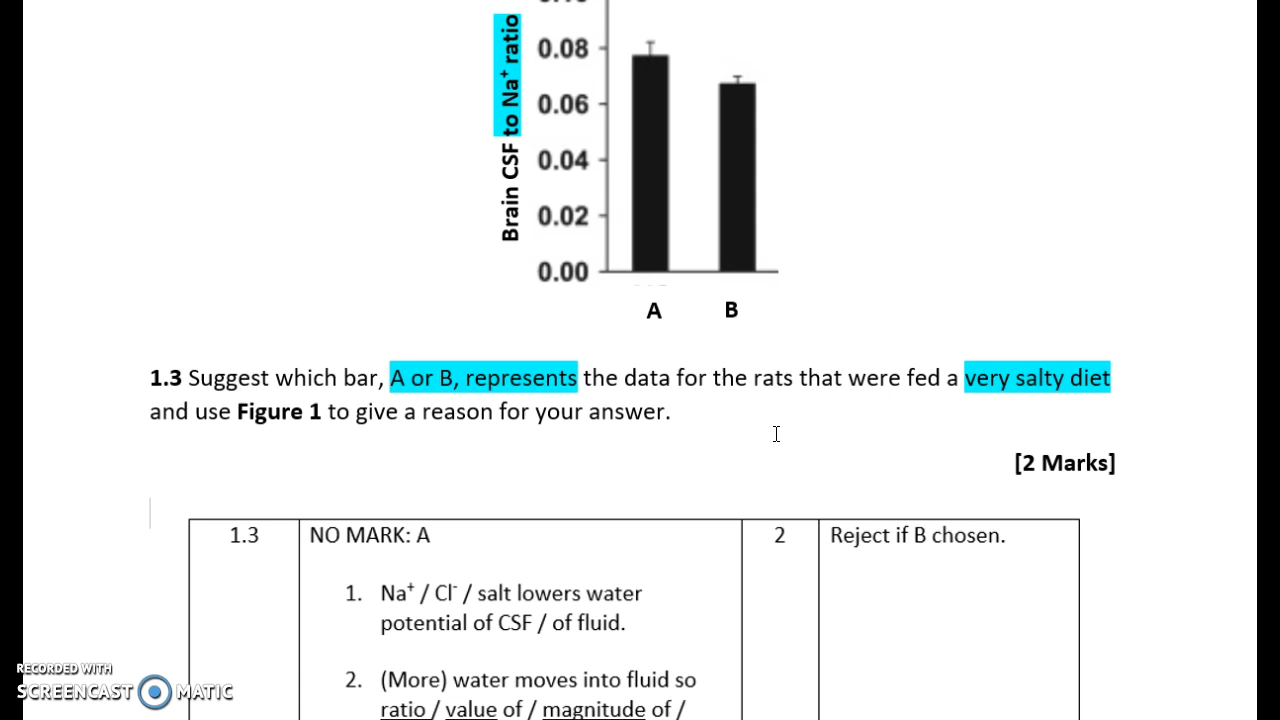 0.08
0.06
0.04
0.02
0.00
Brain CSF to Na⁺ ratio
A B
1.3 Suggest which bar, A or B, represents the data for the rats that were fed a very salty diet
and use Figure 1 to give a reason for your answer.
[2 Marks]
1.3 NO MARK: A 2 Reject if B chosen.
1. Na⁺ / Cl⁻ / salt lowers water
potential of CSF / of fluid.
2. (More) water moves into fluid so
ratio / value of / magnitude of /
RECORDED WITH
SCREENCAST MATIC